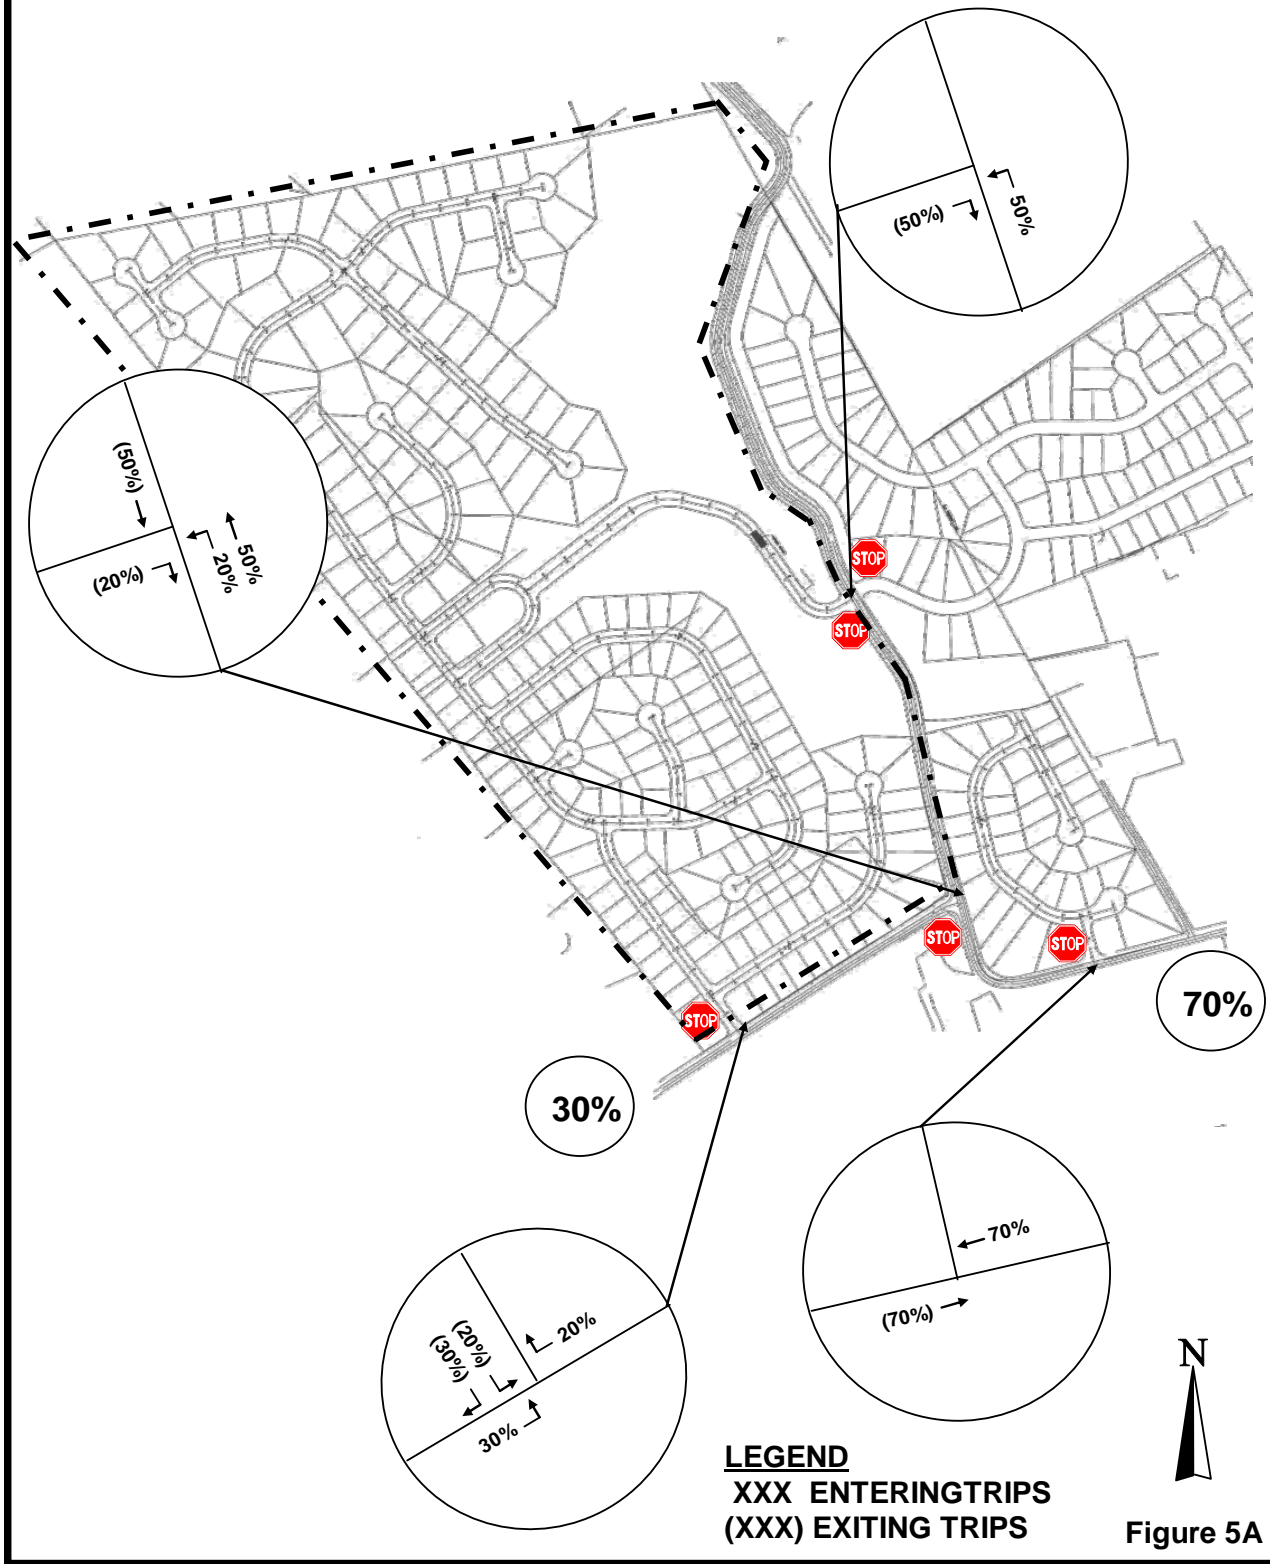 (50%)
50%
(50%)
50%
20%
(20%)
STOP
STOP
STOP
STOP
STOP
70%
30%
70%
(70%)
20%
(20%)
(30%)
30%
N
LEGEND
XXX ENTERINGTRIPS
(XXX) EXITING TRIPS
Figure 5A